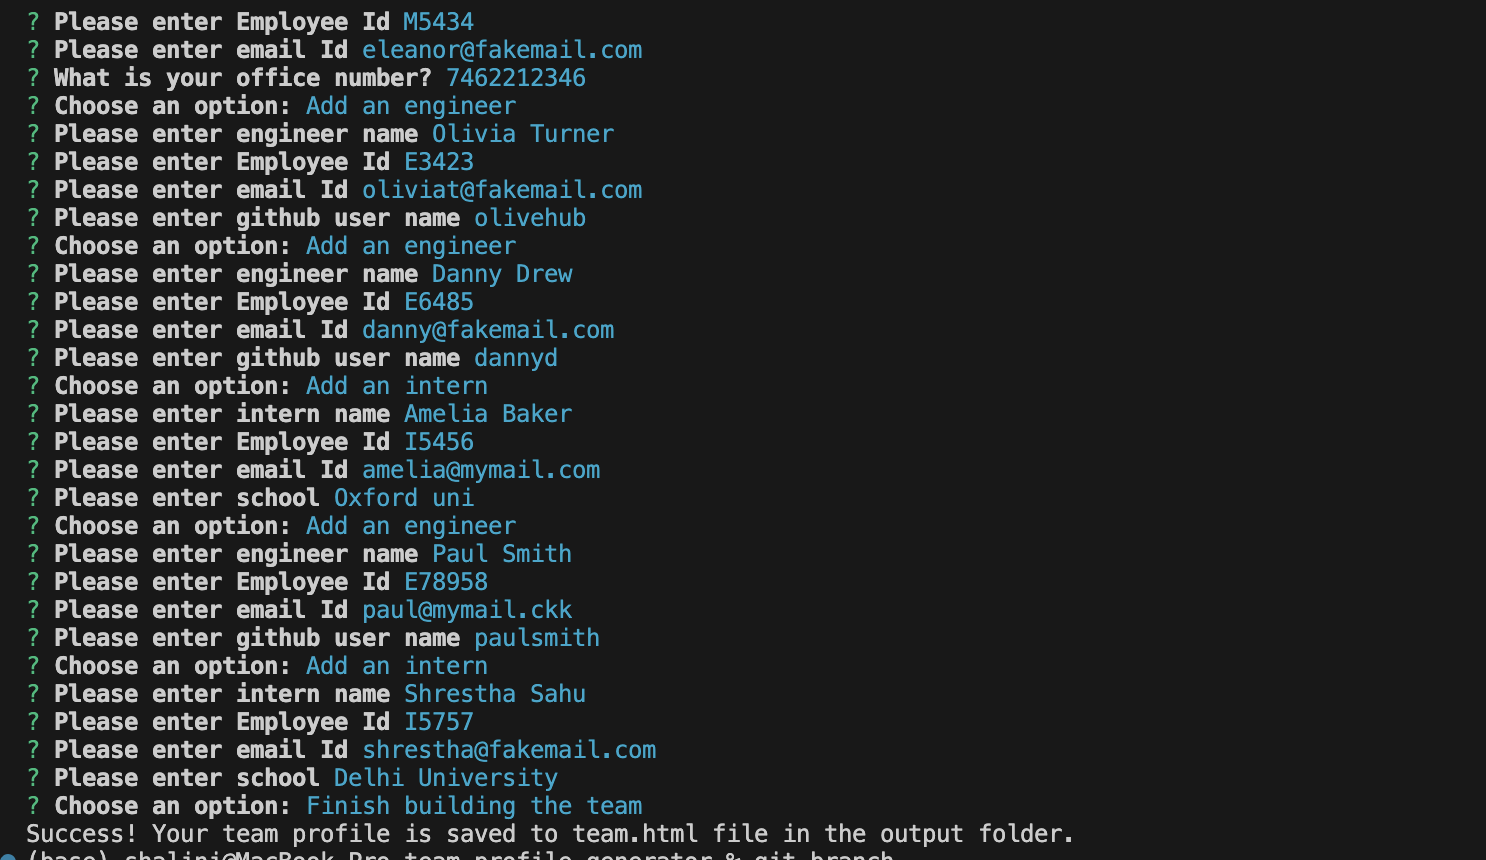 ? Please enter Employee Id M5434
? Please enter email Id eleanor@fakemail.com
? What is your office number? 7462212346
? Choose an option: Add an engineer
? Please enter engineer name Olivia Turner
? Please enter Employee Id E3423
? Please enter email Id oliviat@fakemail.com
? Please enter github user name olivehub
? Choose an option: Add an engineer
? Please enter engineer name Danny Drew
? Please enter Employee Id E6485
? Please enter email Id danny@fakemail.com
? Please enter github user name dannyd
? Choose an option: Add an intern
? Please enter intern name Amelia Baker
? Please enter Employee Id I5456
? Please enter email Id amelia@mymail.com
? Please enter school Oxford uni
? Choose an option: Add an engineer
? Please enter engineer name Paul Smith
? Please enter Employee Id E78958
? Please enter email Id paul@mymail.ckk
? Please enter github user name paulsmith
? Choose an option: Add an intern
? Please enter intern name Shrestha Sahu
? Please enter Employee Id I5757
? Please enter email Id shrestha@fakemail.com
? Please enter school Delhi University
? Choose an option: Finish building the team
Success! Your team profile is saved to team.html file in the output folder.
(base) shalini@MacBook-Pro team-profile-generator % git branch